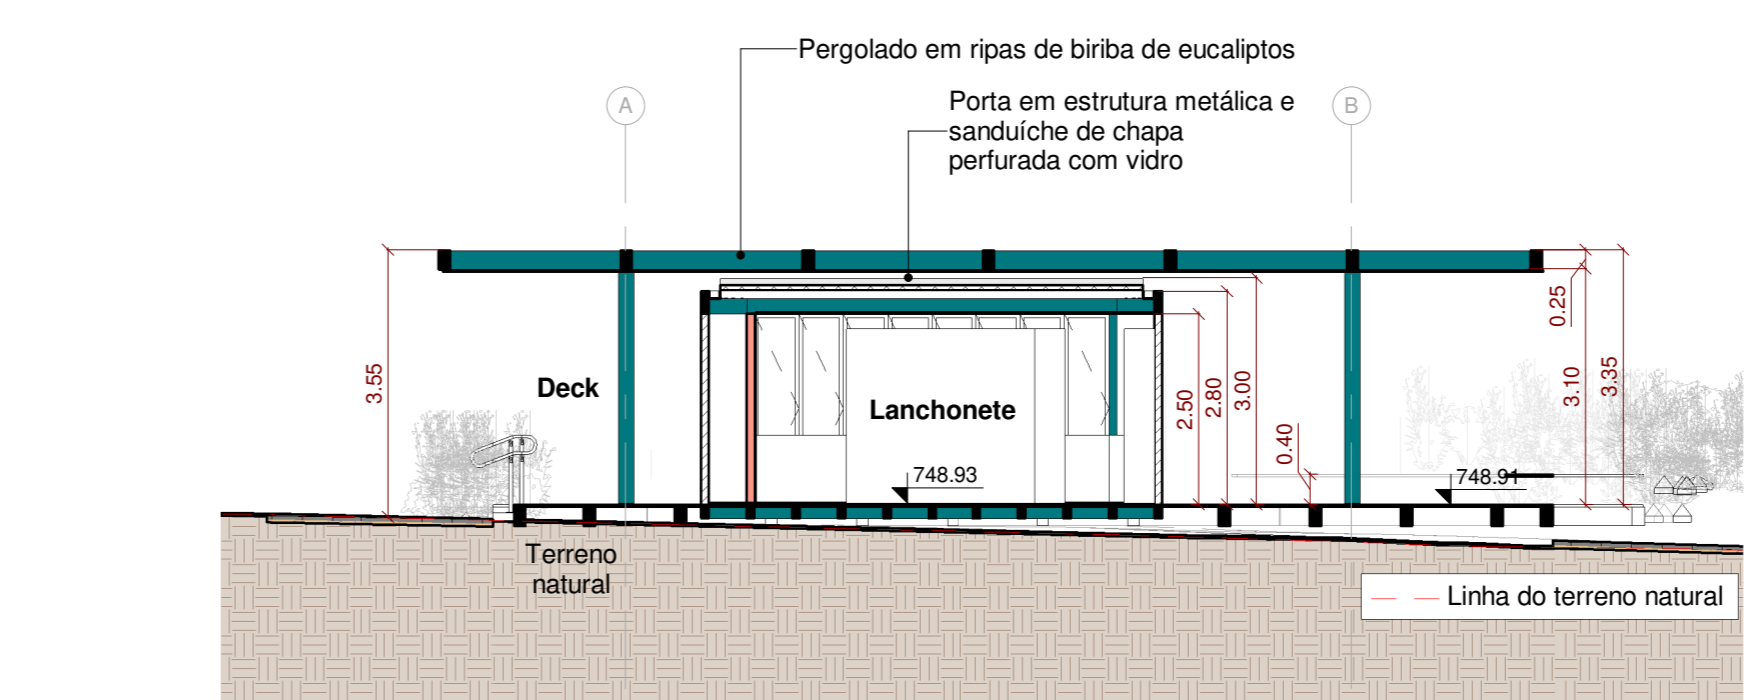 Pergolado em ripas de biriba de eucaliptos
A
B
Porta em estrutura metálica e
sanduíche de chapa
perfurada com vidro
3.55
Deck
Lanchonete
2.50
2.80
3.00
0.40
0.25
3.10
3.35
748.93
748.91
Terreno
natural
Linha do terreno natural